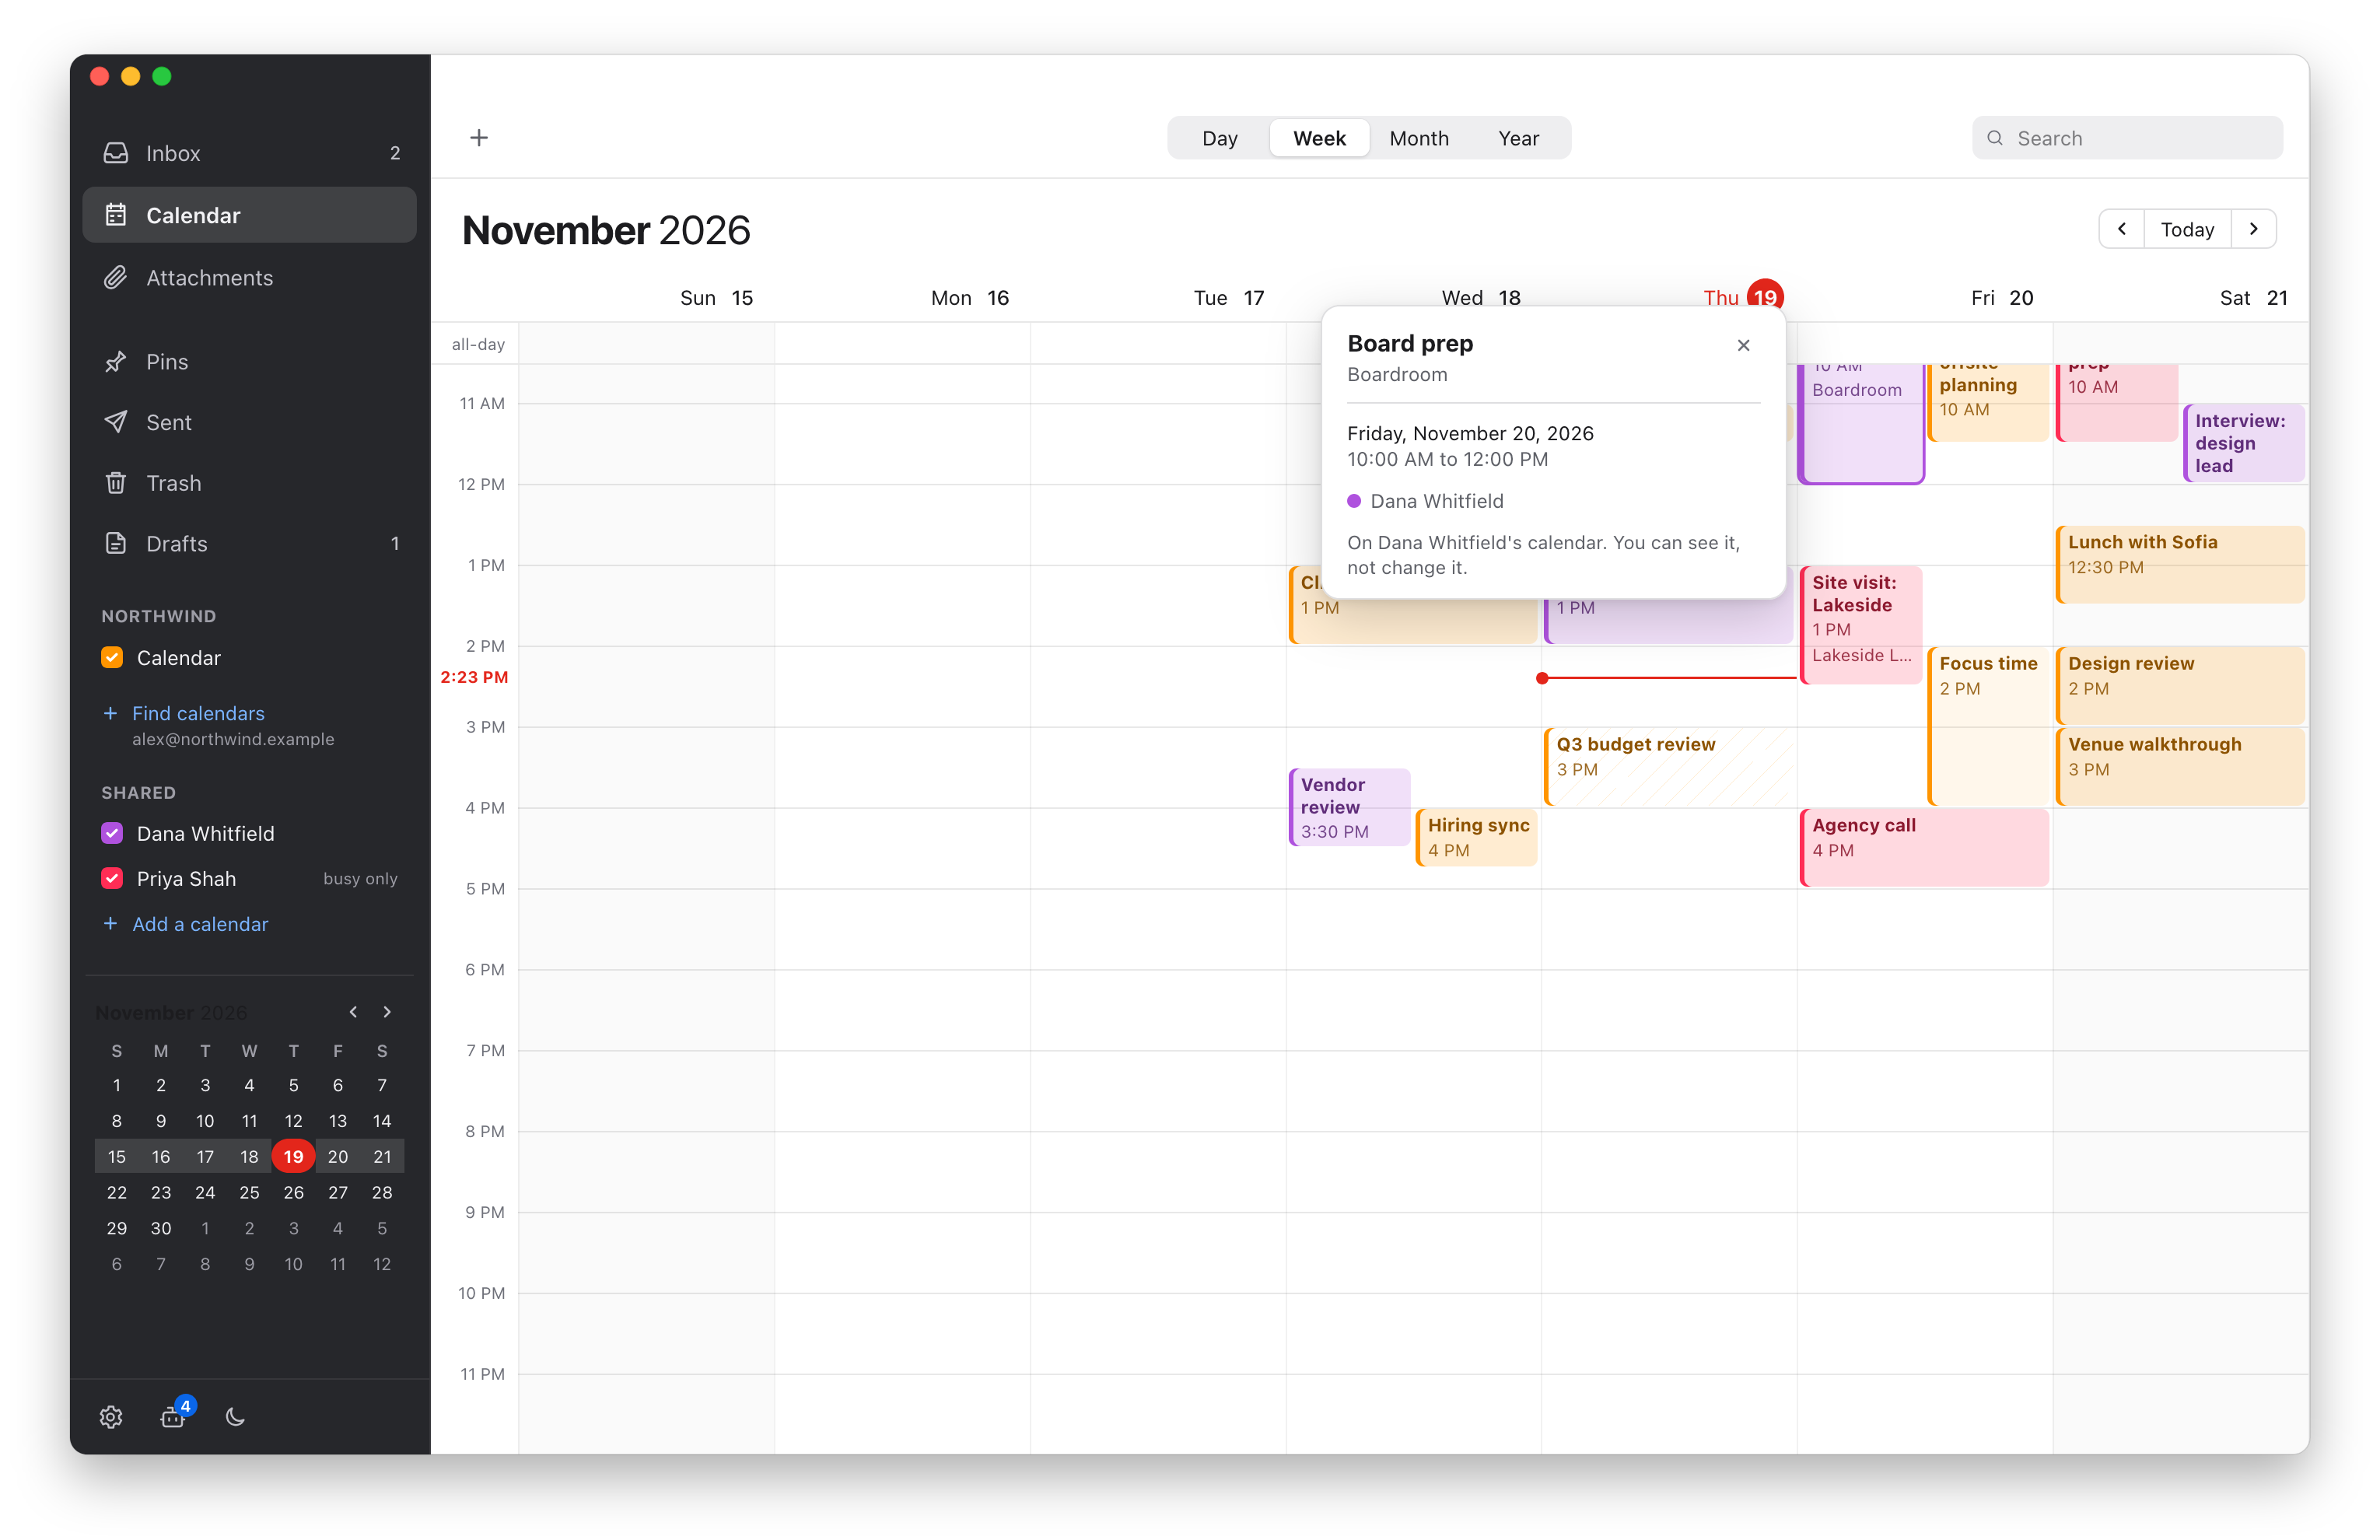 Inbox 2
Calendar
Attachments
Pins
Sent
Trash
Drafts 1
NORTHWIND
Calendar
+ Find calendars
alex@northwind.example
SHARED
Dana Whitfield
Priya Shah busy only
+ Add a calendar
November 2026
S M T W T F S
1 2 3 4 5 6 7
8 9 10 11 12 13 14
15 16 17 18 19 20 21
22 23 24 25 26 27 28
29 30 1 2 3 4 5
6 7 8 9 10 11 12
4
Day Week Month Year
Search
November 2026
Today
Sun 15 Mon 16 Tue 17 Wed 18 Thu 19 Fri 20 Sat 21
all-day
11 AM
12 PM
1 PM
2 PM
2:23 PM
3 PM
4 PM
5 PM
6 PM
7 PM
8 PM
9 PM
10 PM
11 PM
Board prep
Boardroom
Friday, November 20, 2026
10:00 AM to 12:00 PM
Dana Whitfield
On Dana Whitfield's calendar. You can see it,
not change it.
1 PM
Vendor
review
3:30 PM
Hiring sync
4 PM
1 PM
Q3 budget review
3 PM
10 AM
Boardroom
offsite
planning
10 AM
Site visit:
Lakeside
1 PM
Lakeside L...
Focus time
2 PM
Agency call
4 PM
prep
10 AM
Interview:
design
lead
Lunch with Sofia
12:30 PM
Design review
2 PM
Venue walkthrough
3 PM